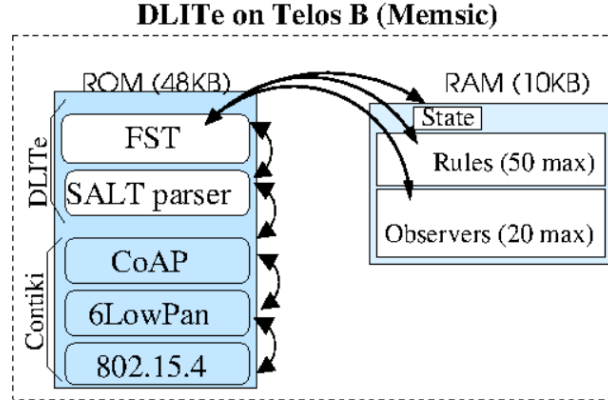 DLITe on Telos B (Memsic)
ROM (48KB)
RAM (10KB)
DLITe
FST
SALT parser
Contiki
CoAP
6LowPan
802.15.4
State
Rules (50 max)
Observers (20 max)